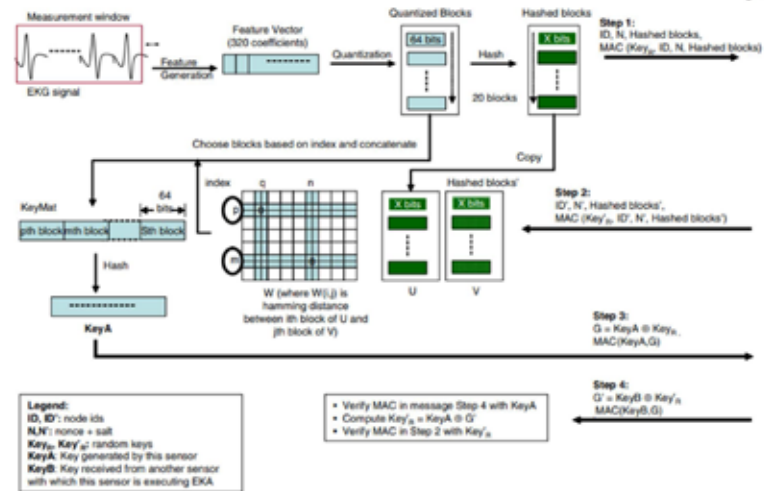 Measurement window
EKG signal
Feature
Generation
Feature Vector
(320 coefficients)
Quantization
Quantized Blocks
64 bits
Hash
20 blocks
Hashed blocks
X bits
Step 1:
ID, N, Hashed blocks,
MAC (KeyR, ID, N, Hashed blocks)
Choose blocks based on index and concatenate
Copy
64
bits
KeyMat
pth block mth block Sth block
Hash
KeyA
index
q n
p
m
W (where W(i,j) is
hamming distance
between ith block of U and
jth block of V)
Hashed blocks'
X bits X bits
U V
Step 2:
ID', N', Hashed blocks',
MAC (Key'R, ID', N', Hashed blocks')
Step 3:
G = KeyA ⊕ KeyR,
MAC(KeyA,G)
Step 4:
G' = KeyB ⊕ Key'R
MAC(KeyB,G)
Legend:
ID, ID': node ids
N,N': nonce + salt
KeyR, Key'R: random keys
KeyA: Key generated by this sensor
KeyB: Key received from another sensor
with which this sensor is executing EKA
• Verify MAC in message Step 4 with KeyA
• Compute Key'R = KeyA ⊕ G'
• Verify MAC in Step 2 with Key'R